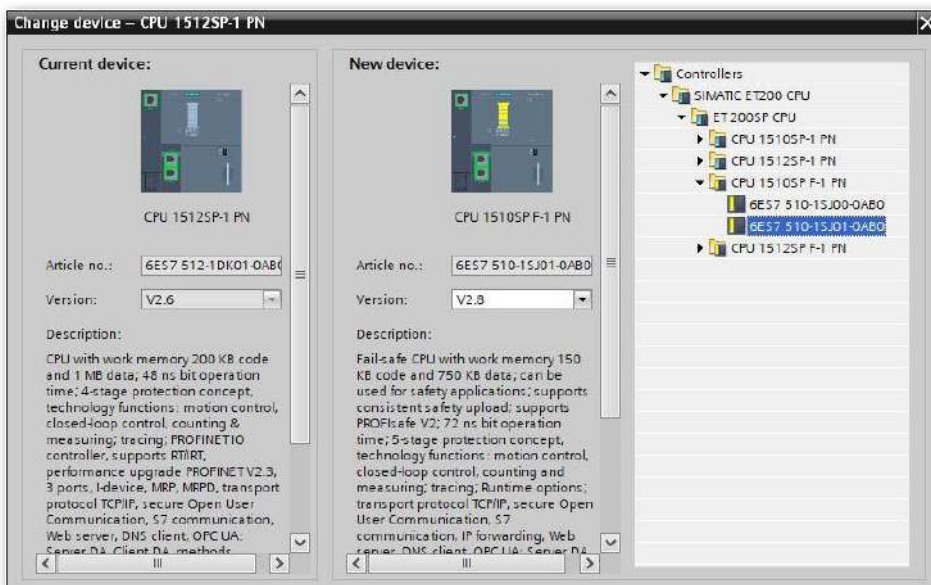 Change device – CPU 1512SP-1 PN
Current device:
CPU 1512SP-1 PN
Article no.: 6ES7 512-1DK01-0AB0
Version: V2.6
Description:
CPU with work memory 200 KB code
and 1 MB data; 48 ns bit operation
time; 4-stage protection concept,
technology functions: motion control,
closed-loop control, counting &
measuring; tracing; PROFINET IO
controller, supports RT/IRT,
performance upgrade PROFINET V2.3,
3 ports, I-device, MRP, MRPD, transport
protocol TCP/IP, secure Open User
Communication, S7 communication,
Web server, DNS client, OPC UA:
Server DA, Client DA, methods
New device:
CPU 1510SP F-1 PN
Article no.: 6ES7 510-1SJ01-0AB0
Version: V2.8
Description:
Fail-safe CPU with work memory 150
KB code and 750 KB data; can be
used for safety applications; supports
consistent safety upload; supports
PROFIsafe V2; 72 ns bit operation
time; 5-stage protection concept,
technology functions: motion control,
closed-loop control, counting and
measuring; tracing; Runtime options;
transport protocol TCP/IP, secure Open
User Communication, S7
communication, IP forwarding, Web
server, DNS client, OPC UA: Server DA
Controllers
SIMATIC ET200 CPU
ET 200SP CPU
CPU 1510SP-1 PN
CPU 1512SP-1 PN
CPU 1510SP F-1 PN
6ES7 510-1SJ00-0AB0
6ES7 510-1SJ01-0AB0
CPU 1512SP F-1 PN